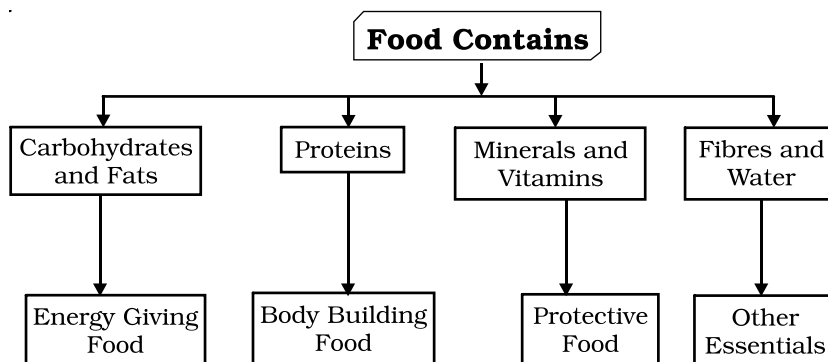 Food Contains
Carbohydrates
and Fats
Proteins
Minerals and
Vitamins
Fibres and
Water
Energy Giving
Food
Body Building
Food
Protective
Food
Other
Essentials